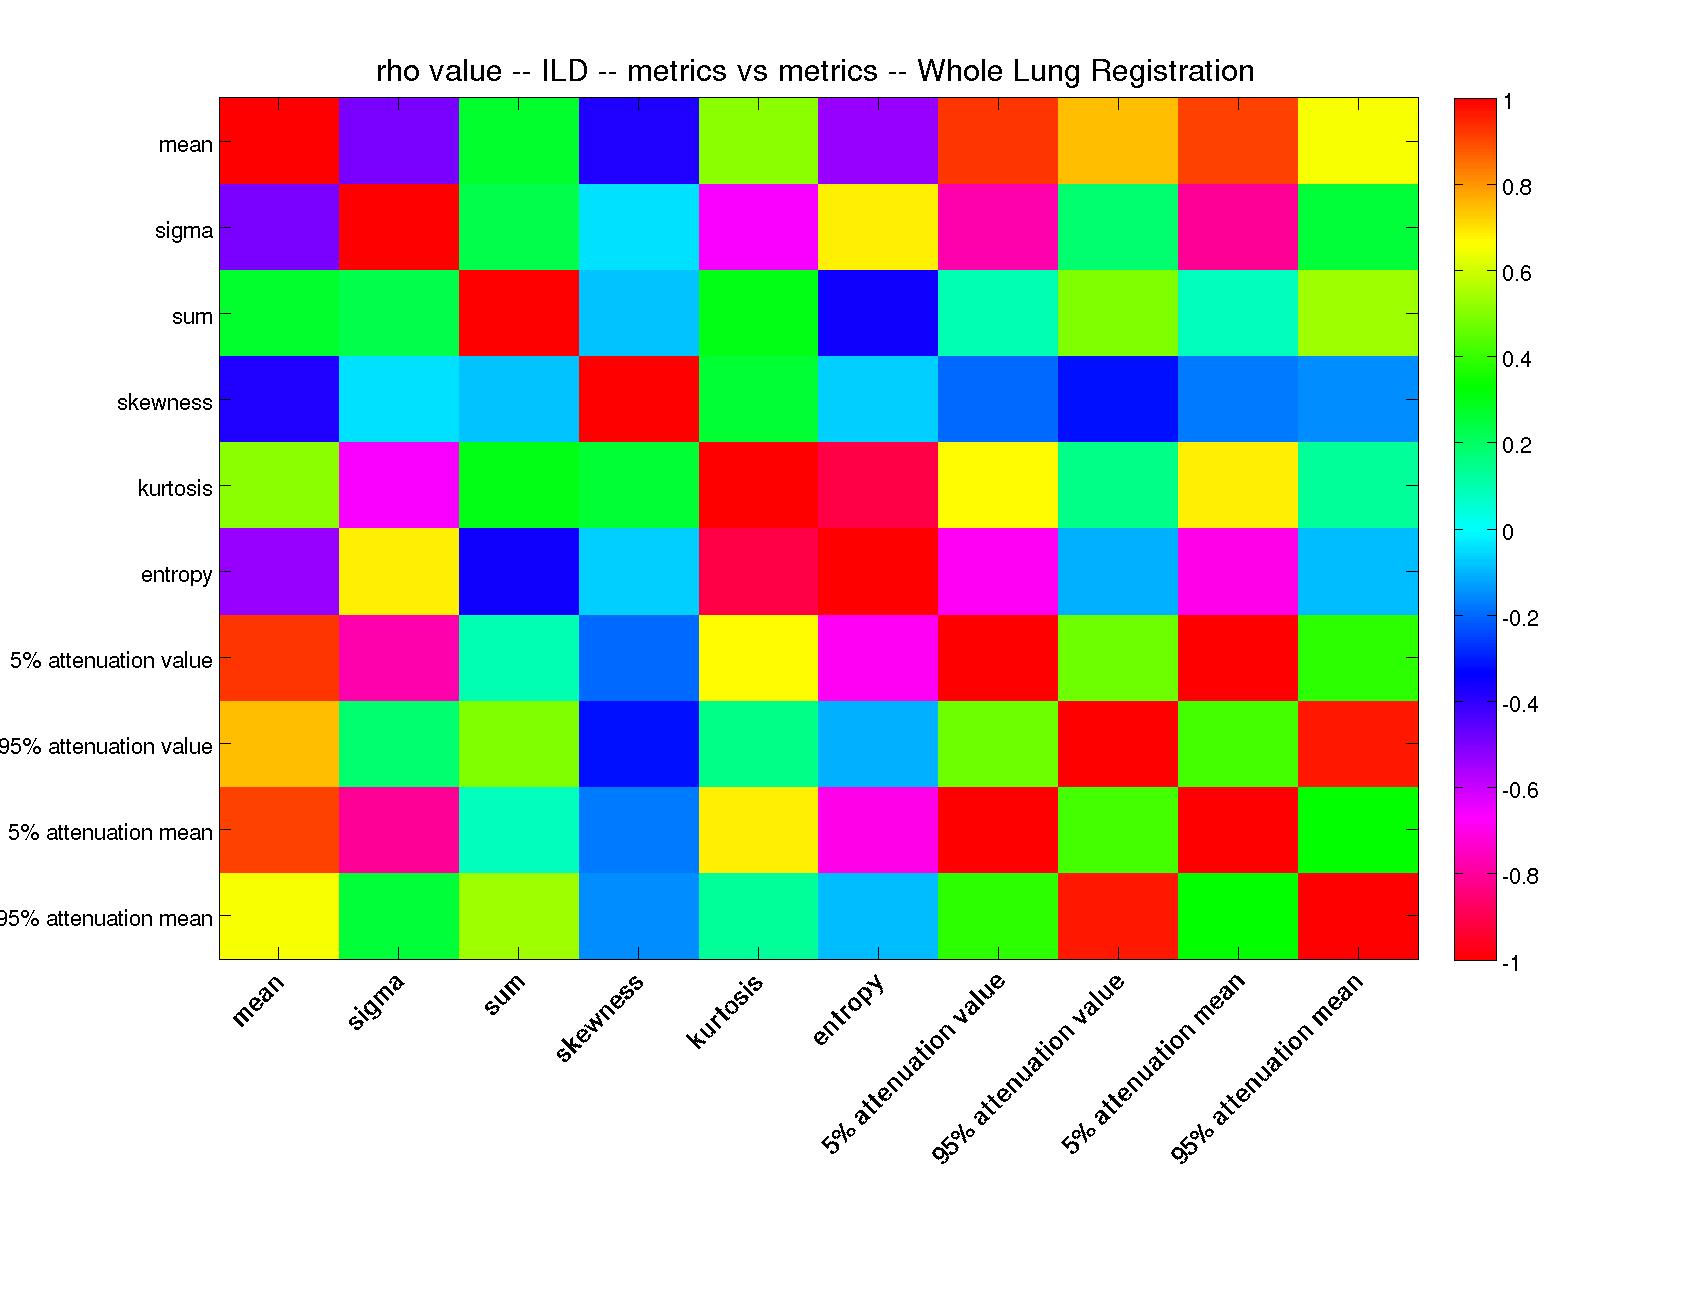 rho value -- ILD -- metrics vs metrics -- Whole Lung Registration
mean
sigma
sum
skewness
kurtosis
entropy
5% attenuation value
95% attenuation value
5% attenuation mean
95% attenuation mean
1
0.8
0.6
0.4
0.2
0
-0.2
-0.4
-0.6
-0.8
-1
mean
sigma
sum
skewness
kurtosis
entropy
5% attenuation value
95% attenuation value
5% attenuation mean
95% attenuation mean